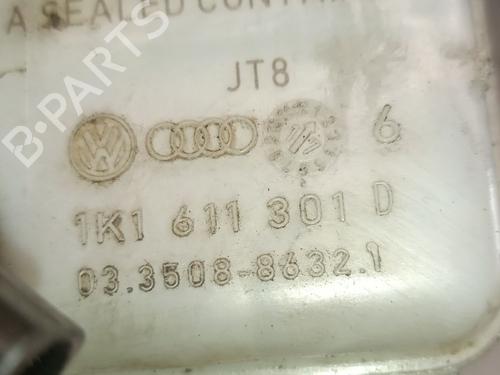 A SEALED CONTA
JT8
6
1K1 611 301 D
03.3508-8632.1
B-PARTS